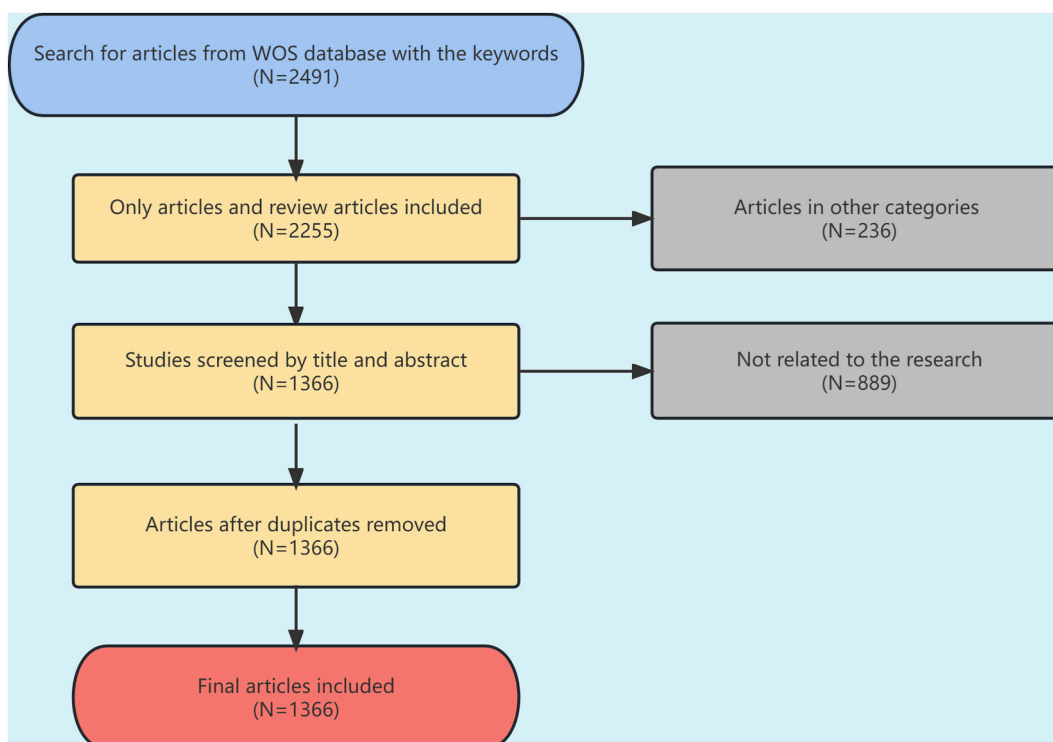 Search for articles from WOS database with the keywords
(N=2491)
Only articles and review articles included
(N=2255)
Articles in other categories
(N=236)
Studies screened by title and abstract
(N=1366)
Not related to the research
(N=889)
Articles after duplicates removed
(N=1366)
Final articles included
(N=1366)